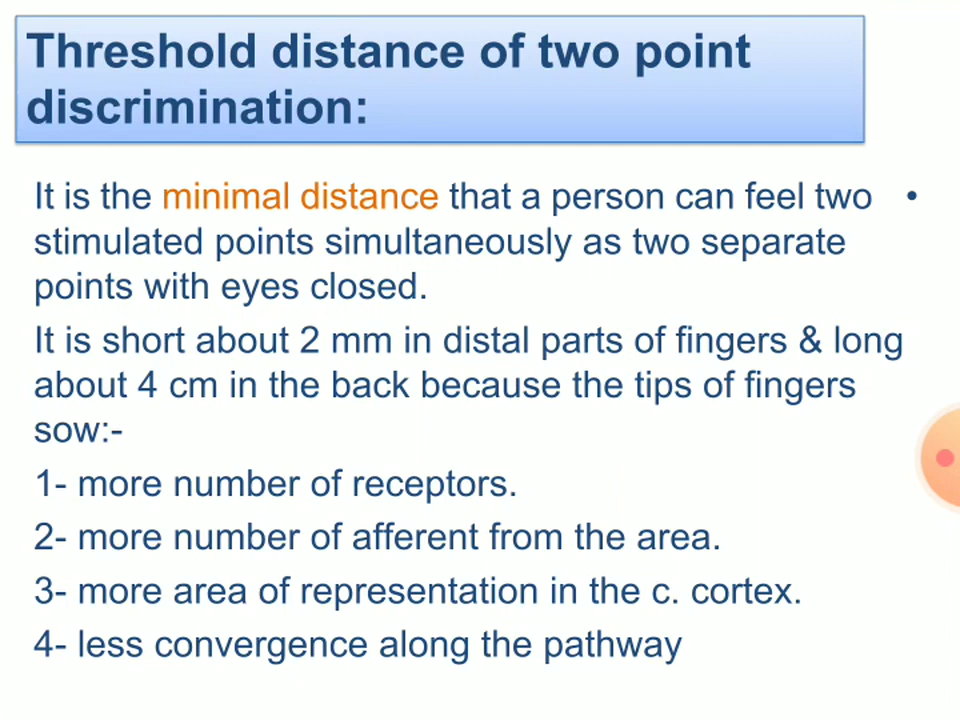 Threshold distance of two point
discrimination:
It is the minimal distance that a person can feel two •
stimulated points simultaneously as two separate
points with eyes closed.
It is short about 2 mm in distal parts of fingers & long
about 4 cm in the back because the tips of fingers
sow:-
1- more number of receptors.
2- more number of afferent from the area.
3- more area of representation in the c. cortex.
4- less convergence along the pathway